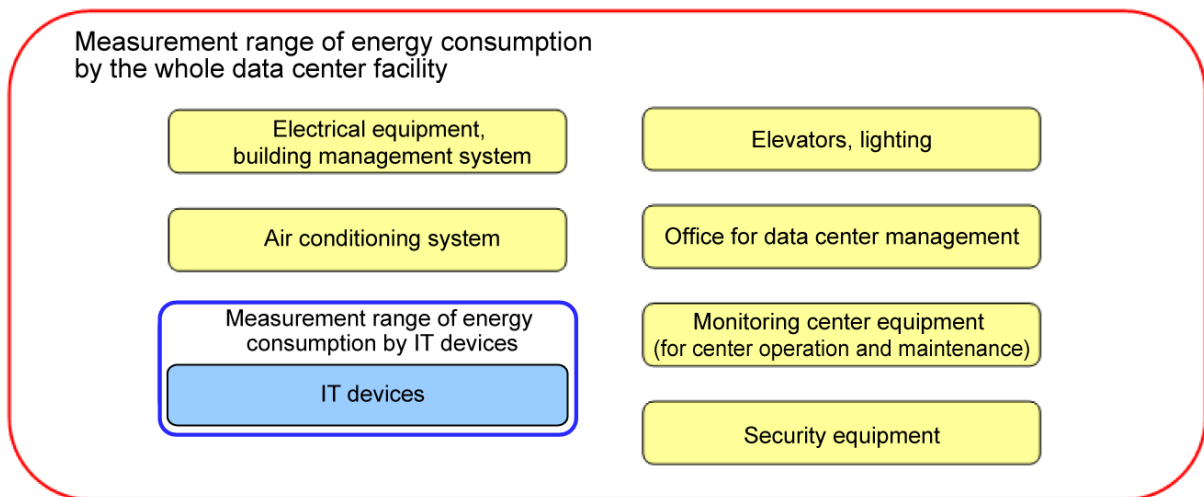 Measurement range of energy consumption
by the whole data center facility
Electrical equipment,
building management system
Elevators, lighting
Air conditioning system
Office for data center management
Measurement range of energy
consumption by IT devices
IT devices
Monitoring center equipment
(for center operation and maintenance)
Security equipment